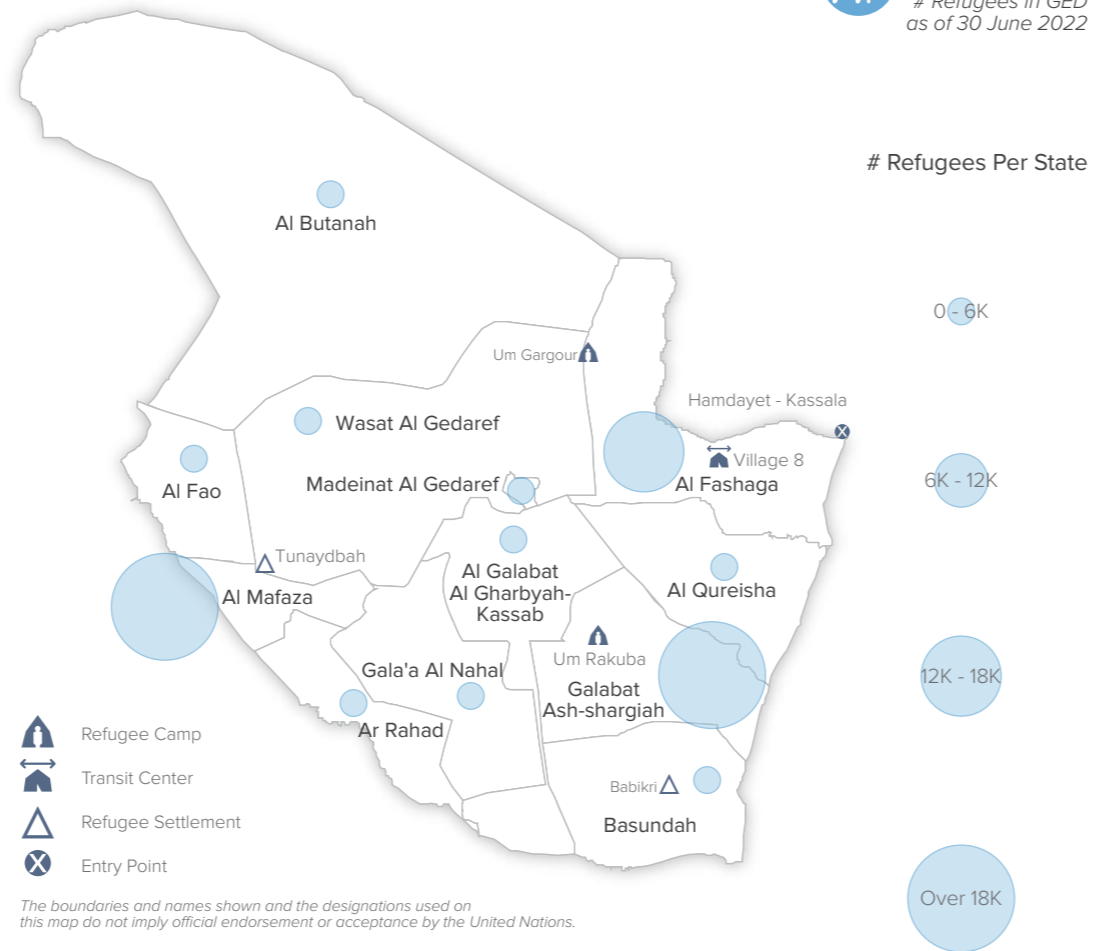 # Refugees in GED
as of 30 June 2022
# Refugees Per State
Al Butanah
0 - 6K
Um Gargour
Hamdayet - Kassala
Wasat Al Gedaref
Village 8
Al Fao
Madeinat Al Gedaref
Al Fashaga
6K - 12K
Tunaydbah
Al Mafaza
Al Galabat
Al Gharbyah-
Kassab
Al Qureisha
Um Rakuba
Gala'a Al Nahal
Galabat
Ash-shargiah
12K - 18K
Ar Rahad
Babikri
Basundah
Refugee Camp
Transit Center
Refugee Settlement
Entry Point
X
X
Over 18K
The boundaries and names shown and the designations used on
this map do not imply official endorsement or acceptance by the United Nations.